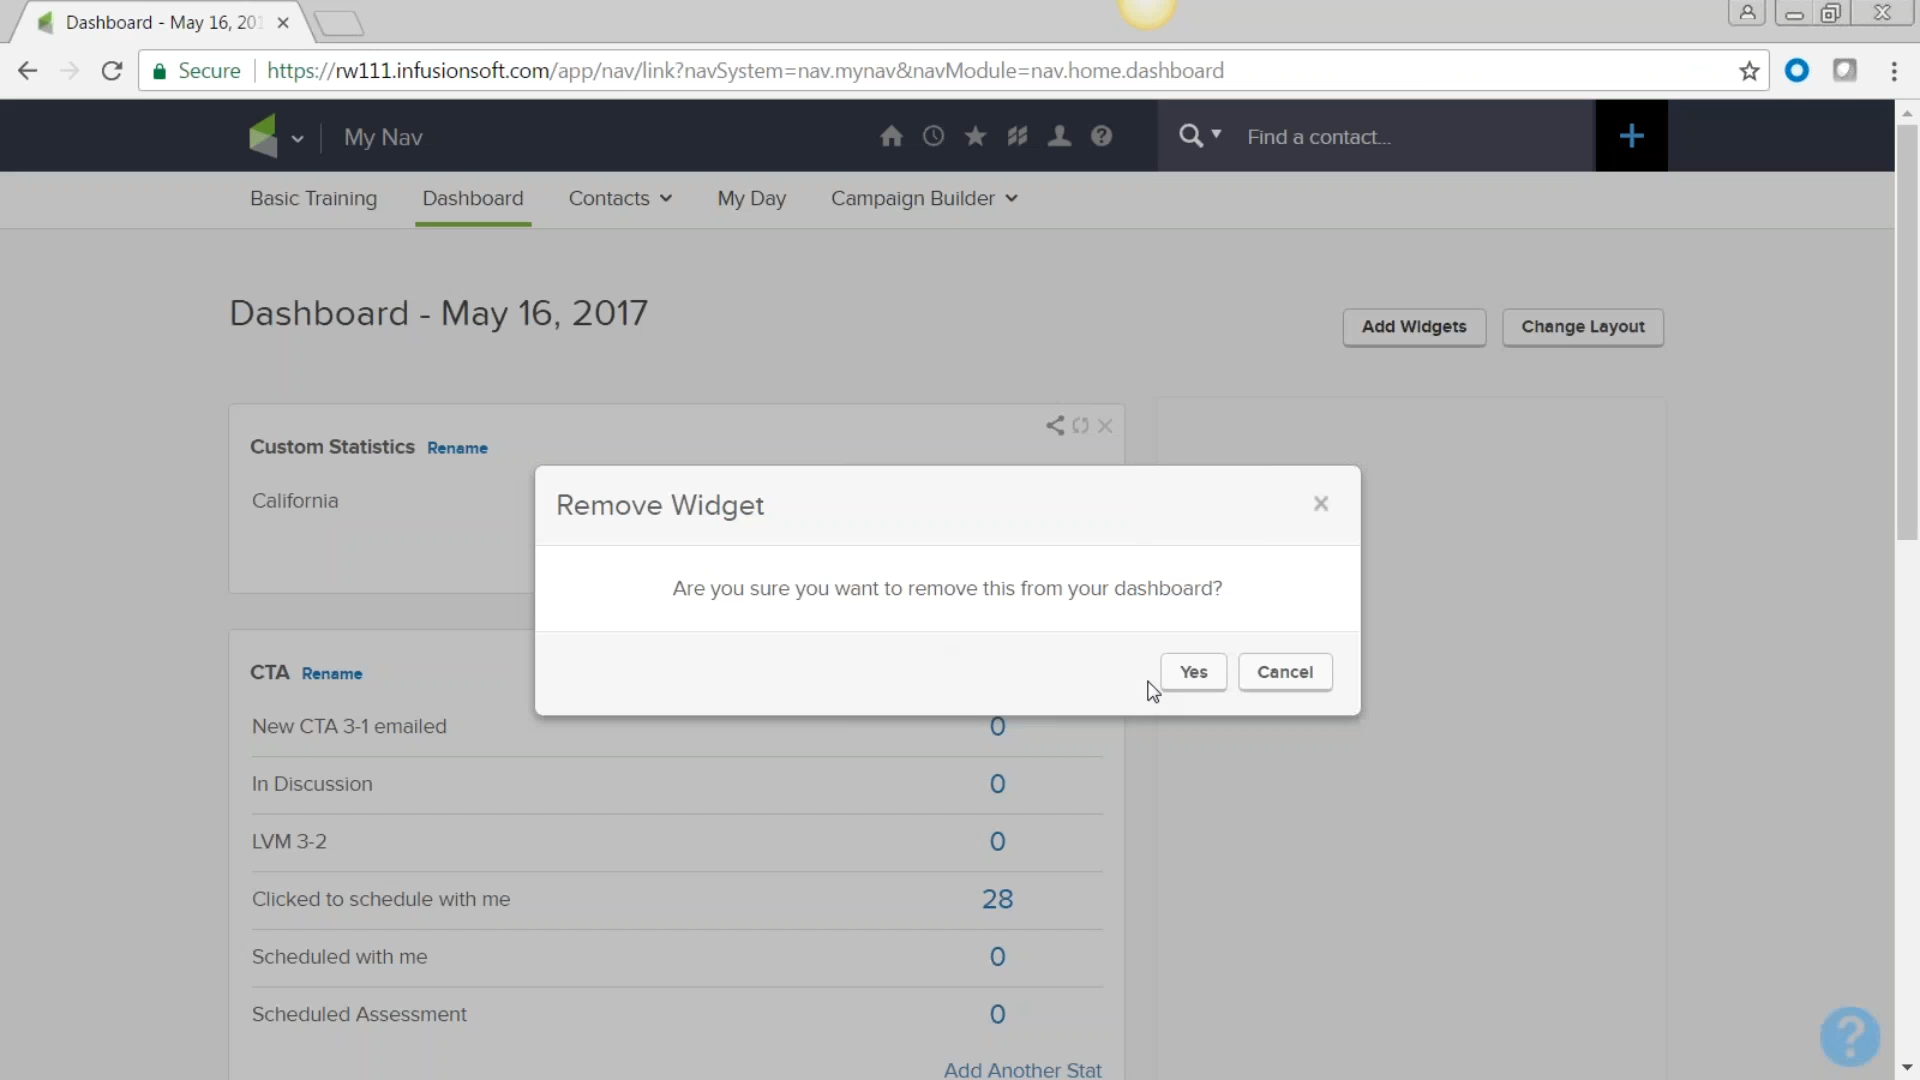 Dashboard - May 16, 201
Secure
https://rw111.infusionsoft.com/app/nav/link?navSystem=nav.mynav&navModule=nav.home.dashboard
My Nav
Find a contact...
Basic Training
Dashboard
Contacts
My Day
Campaign Builder
Dashboard - May 16, 2017
Add Widgets
Change Layout
Custom Statistics Rename
California
Remove Widget
Are you sure you want to remove this from your dashboard?
Yes
Cancel
CTA Rename
New CTA 3-1 emailed 0
In Discussion 0
LVM 3-2 0
Clicked to schedule with me 28
Scheduled with me 0
Scheduled Assessment 0
Add Another Stat